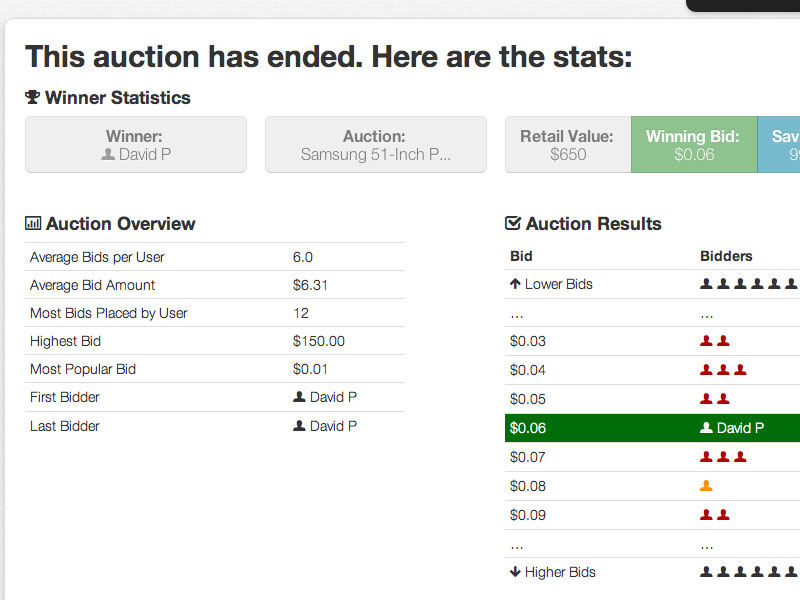 This auction has ended. Here are the stats:
Winner Statistics
Winner:
David P
Auction:
Samsung 51-Inch P...
Retail Value:
$650
Winning Bid:
$0.06
Auction Overview
Average Bids per User 6.0
Average Bid Amount $6.31
Most Bids Placed by User 12
Highest Bid $150.00
Most Popular Bid $0.01
First Bidder David P
Last Bidder David P
Auction Results
Bid Bidders
Lower Bids
... ...
$0.03
$0.04
$0.05
$0.06 David P
$0.07
$0.08
$0.09
... ...
Higher Bids